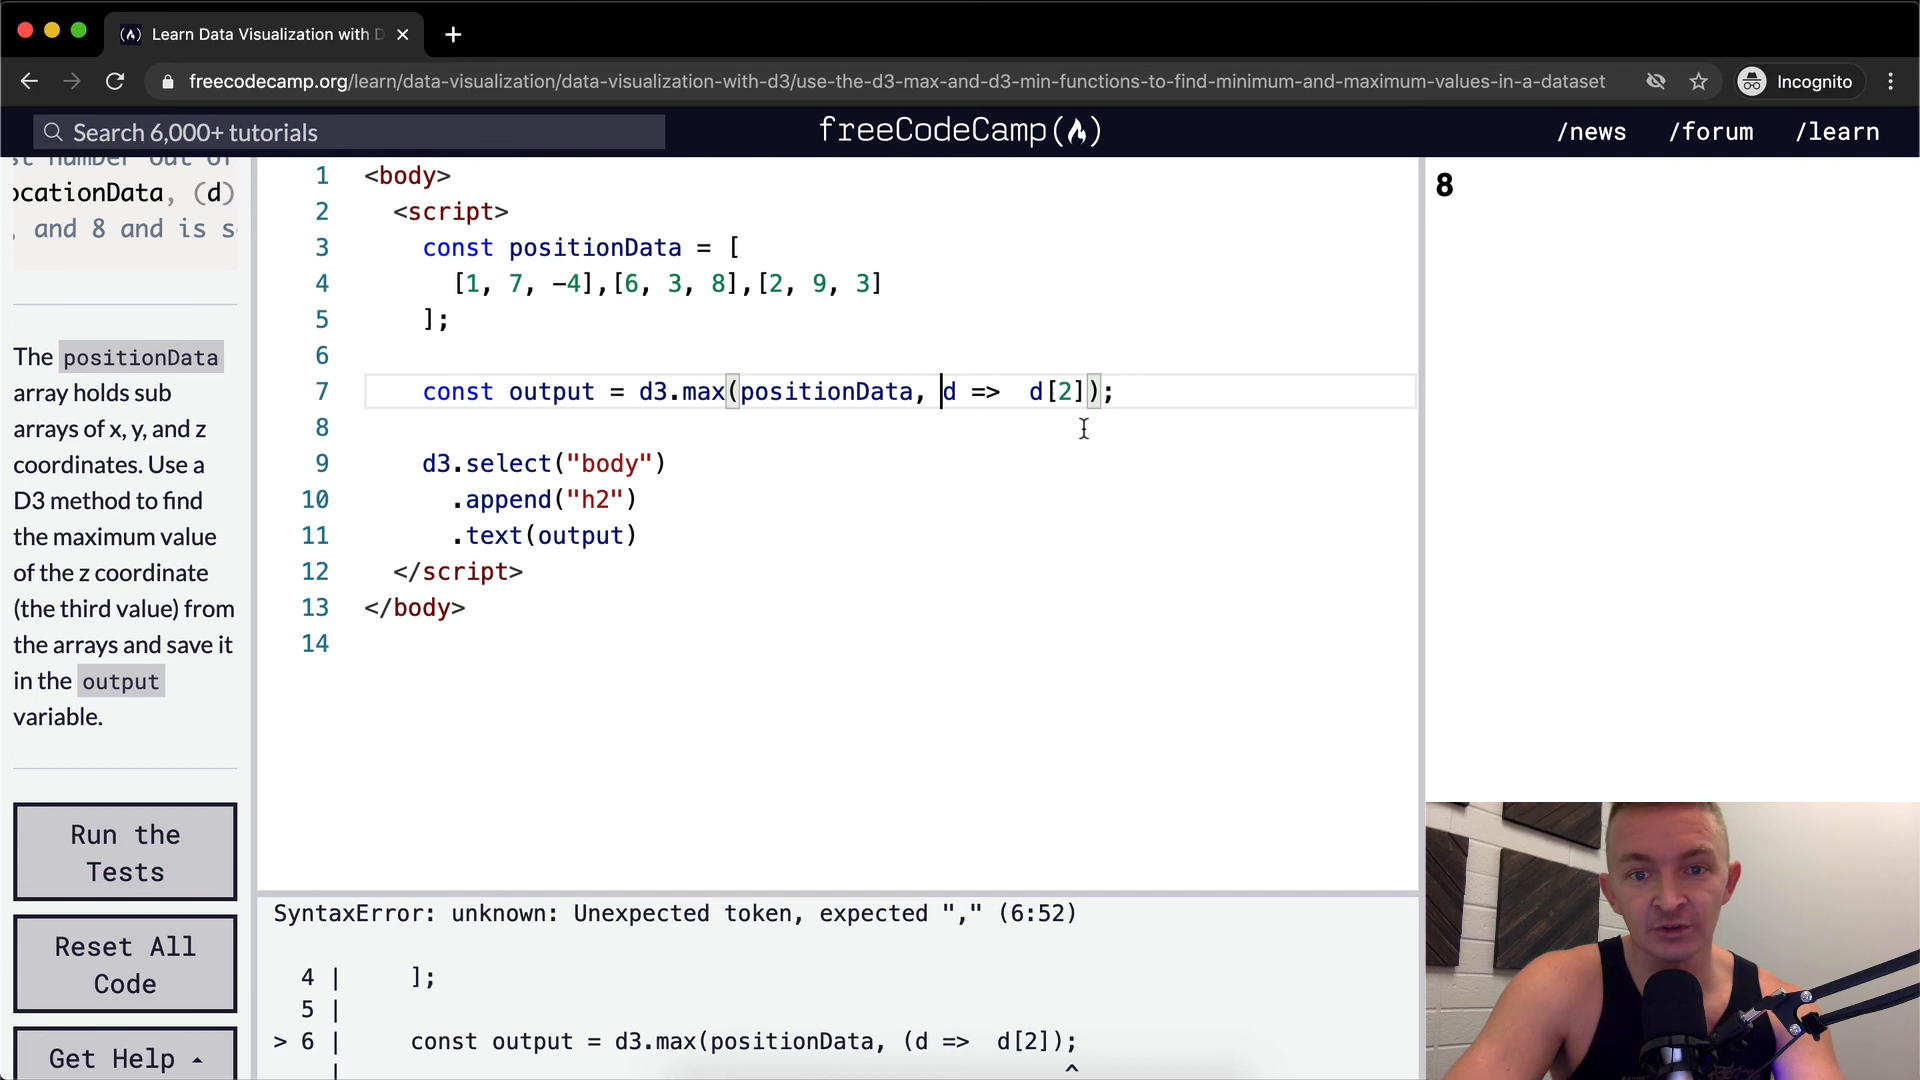 Learn Data Visualization with D
freecodecamp.org/learn/data-visualization/data-visualization-with-d3/use-the-d3-max-and-d3-min-functions-to-find-minimum-and-maximum-values-in-a-dataset
Incognito
Search 6,000+ tutorials
freeCodeCamp
/news /forum /learn
number out of
ocationData, (d)
, and 8 and is s
The positionData
array holds sub
arrays of x, y, and z
coordinates. Use a
D3 method to find
the maximum value
of the z coordinate
(the third value) from
the arrays and save it
in the output
variable.
Run the
Tests
Reset All
Code
Get Help
1 <body>
2 <script>
3 const positionData = [
4 [1, 7, -4],[6, 3, 8],[2, 9, 3]
5 ];
6
7 const output = d3.max(positionData, d =>  d[2]);
8
9 d3.select("body")
10 .append("h2")
11 .text(output)
12 </script>
13 </body>
14
SyntaxError: unknown: Unexpected token, expected "," (6:52)
4 | ];
5 |
> 6 | const output = d3.max(positionData, (d =>  d[2]);
| ^
8